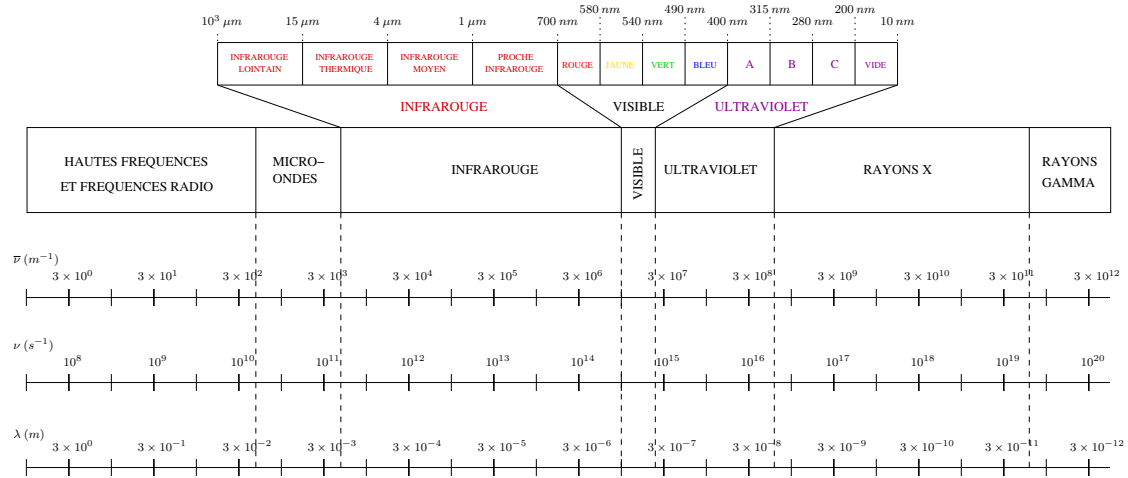 580 nm 490 nm 315 nm 200 nm
10³ μm 15 μm 4 μm 1 μm 700 nm 540 nm 400 nm 280 nm 10 nm
INFRAROUGE LOINTAIN
INFRAROUGE THERMIQUE
INFRAROUGE MOYEN
PROCHE INFRAROUGE
ROUGE JAUNE VERT BLEU A B C VIDE
INFRAROUGE VISIBLE ULTRAVIOLET
HAUTES FREQUENCES
ET FREQUENCES RADIO
MICRO–
ONDES
INFRAROUGE
VISIBLE
ULTRAVIOLET
RAYONS X
RAYONS
GAMMA
ν̅ (m⁻¹)
3 × 10⁰ 3 × 10¹ 3 × 10² 3 × 10³ 3 × 10⁴ 3 × 10⁵ 3 × 10⁶ 3 × 10⁷ 3 × 10⁸ 3 × 10⁹ 3 × 10¹⁰ 3 × 10¹¹ 3 × 10¹²
ν (s⁻¹)
10⁸ 10⁹ 10¹⁰ 10¹¹ 10¹² 10¹³ 10¹⁴ 10¹⁵ 10¹⁶ 10¹⁷ 10¹⁸ 10¹⁹ 10²⁰
λ (m)
3 × 10⁰ 3 × 10⁻¹ 3 × 10⁻² 3 × 10⁻³ 3 × 10⁻⁴ 3 × 10⁻⁵ 3 × 10⁻⁶ 3 × 10⁻⁷ 3 × 10⁻⁸ 3 × 10⁻⁹ 3 × 10⁻¹⁰ 3 × 10⁻¹¹ 3 × 10⁻¹²